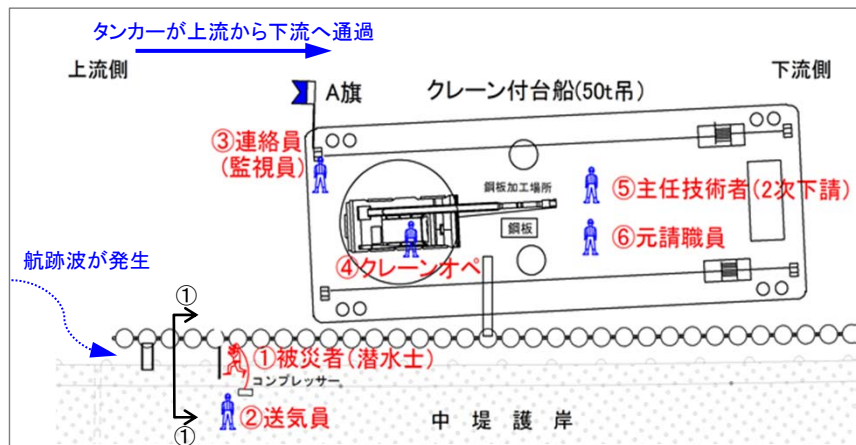 タンカーが上流から下流へ通過
上流側
下流側
A旗
クレーン付台船(50t吊)
③連絡員
(監視員)
鋼板加工場所
⑤主任技術者(2次下請)
鋼板
⑥元請職員
④クレーンオペ
航跡波が発生
①
①被災者(潜水士)
コンプレッサー
②送気員
中堤護岸
①